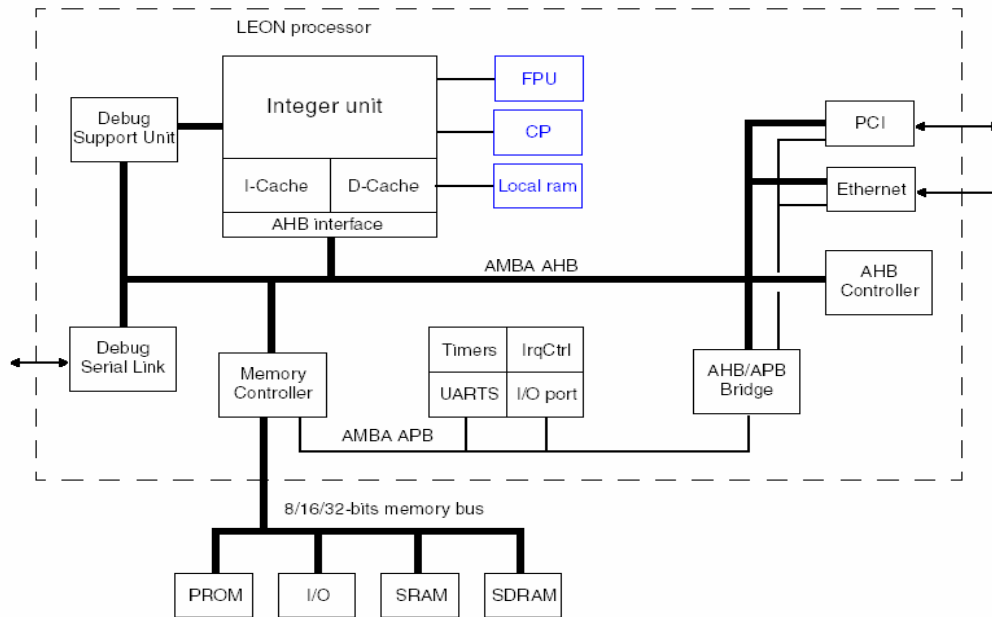 LEON processor
Integer unit
FPU
CP
Local ram
Debug
Support Unit
I-Cache
D-Cache
AHB interface
PCI
Ethernet
AMBA AHB
AHB
Controller
Debug
Serial Link
Memory
Controller
Timers
IrqCtrl
UARTS
I/O port
AHB/APB
Bridge
AMBA APB
8/16/32-bits memory bus
PROM
I/O
SRAM
SDRAM